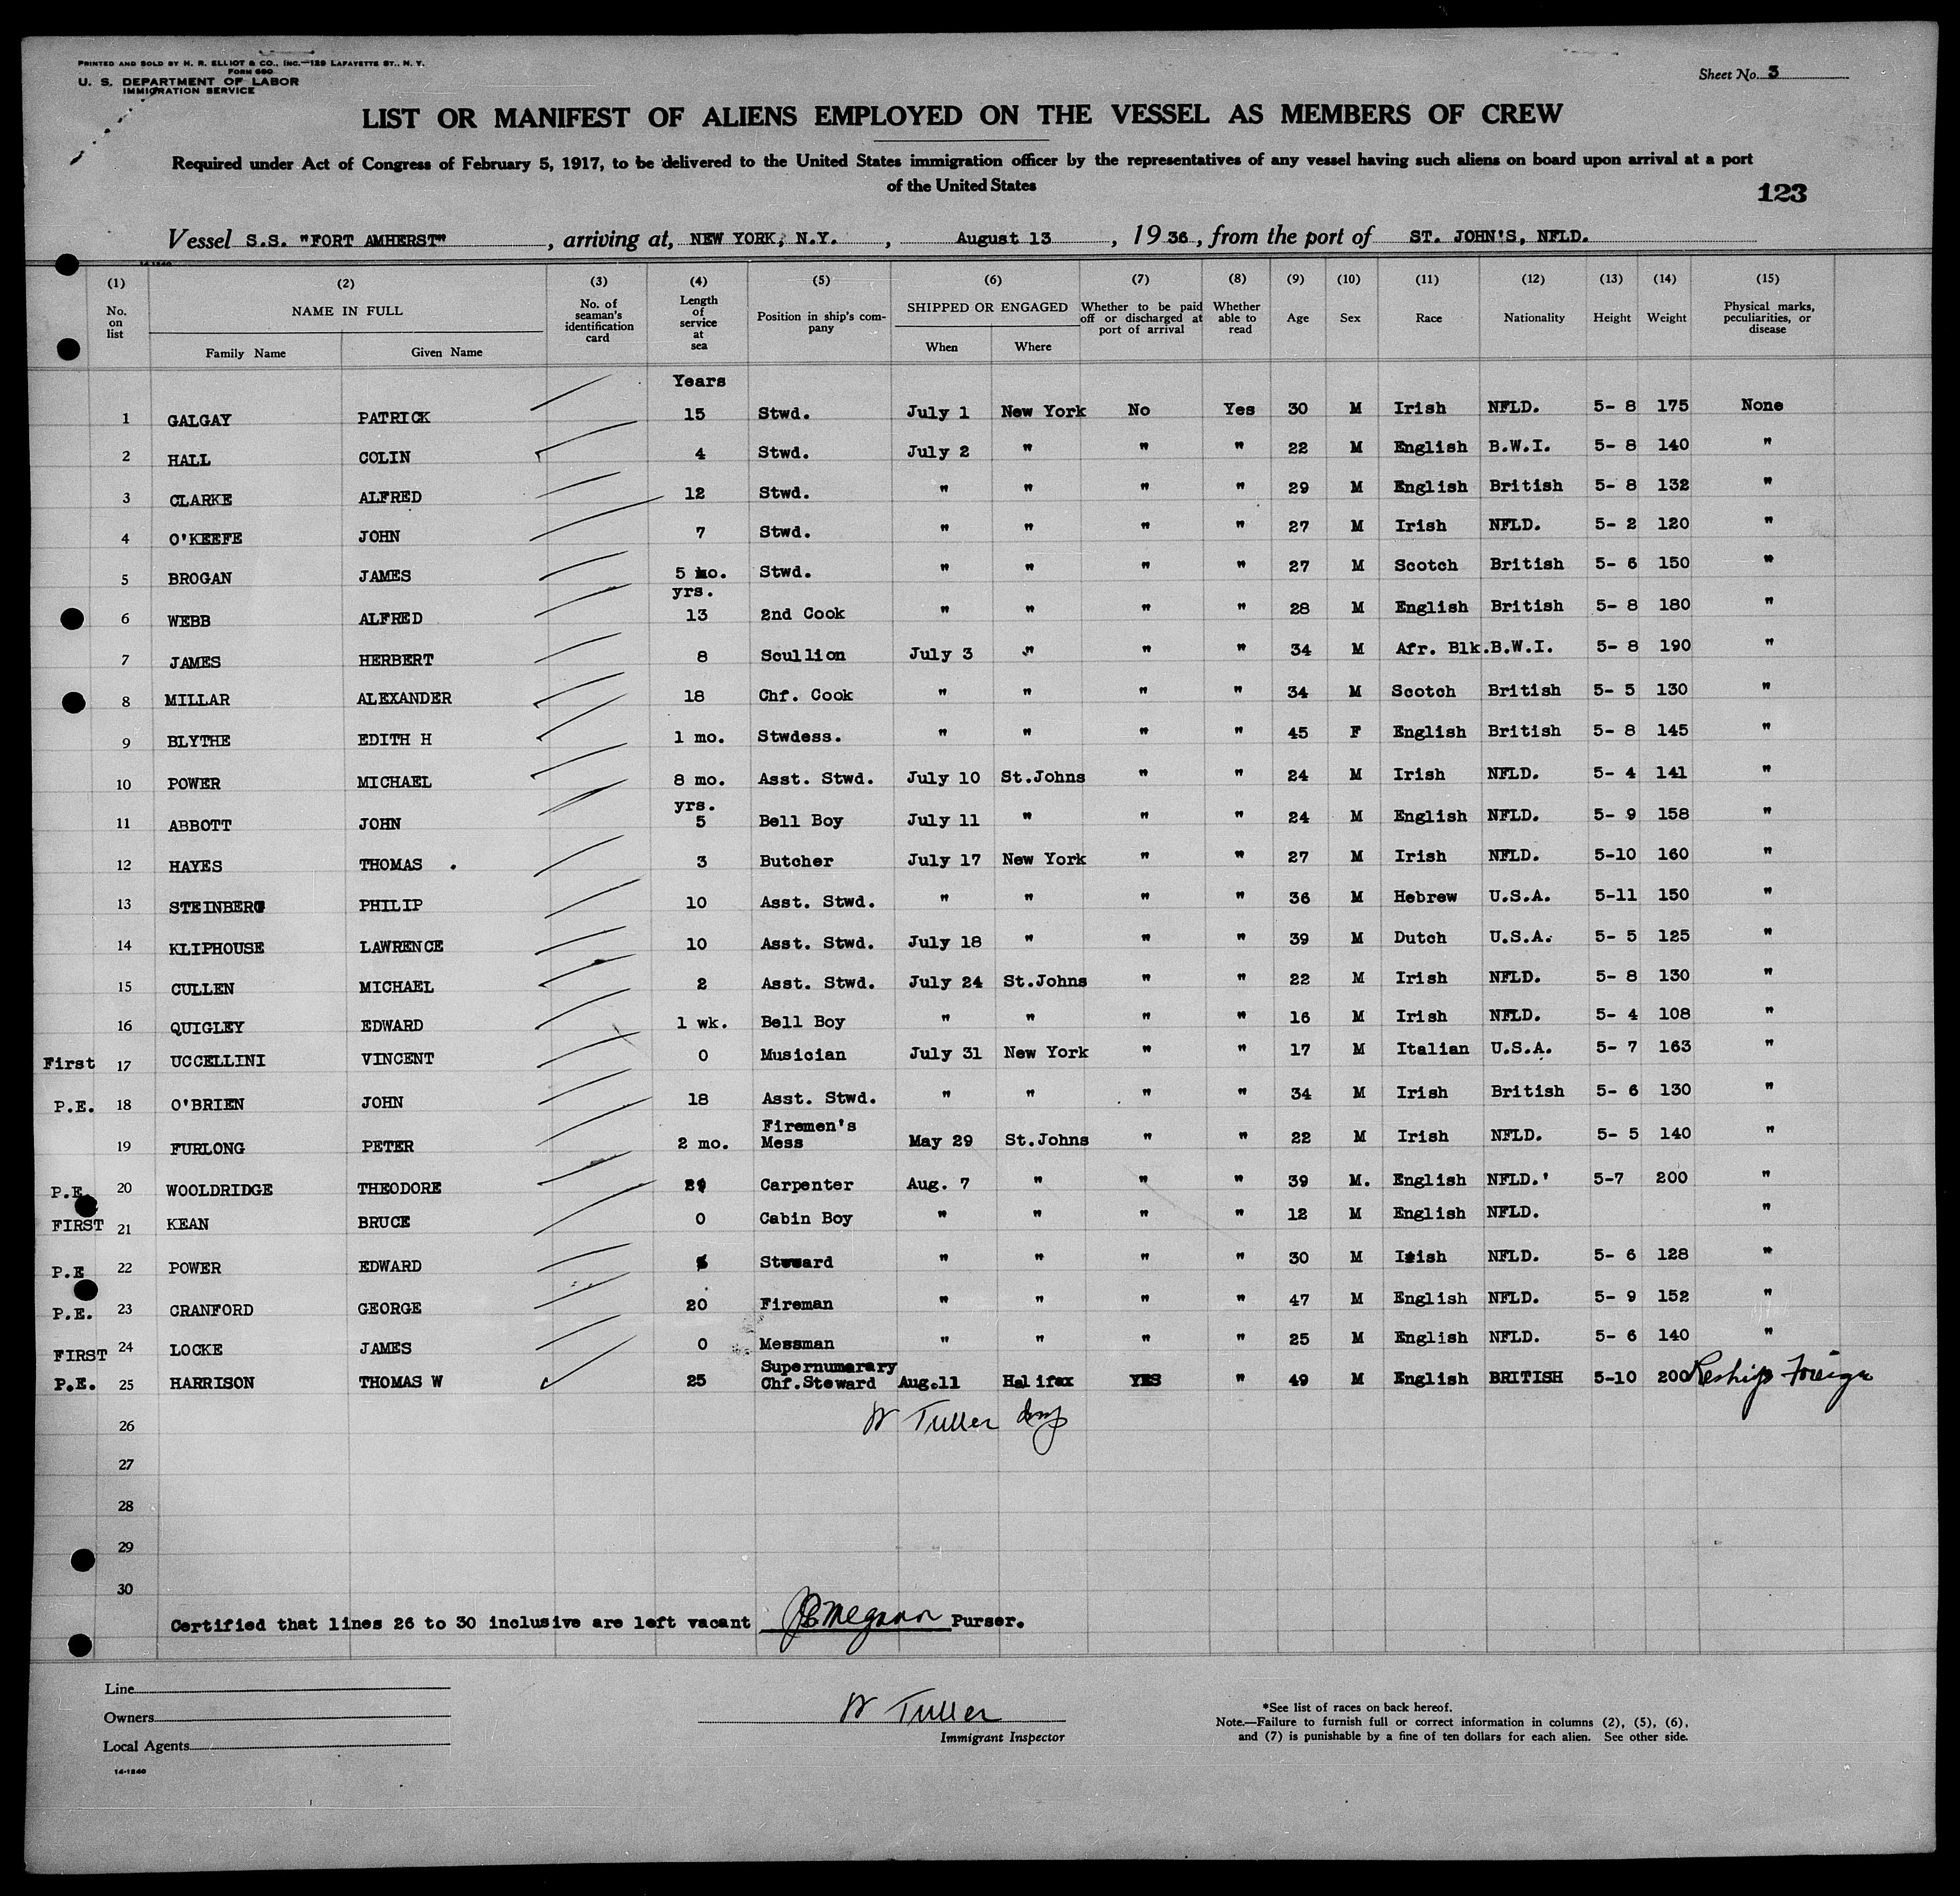 PRINTED AND SOLD BY H. R. ELLIOT & CO., INC.—129 LAFAYETTE ST., N. Y.
FORM 660
U. S. DEPARTMENT OF LABOR
IMMIGRATION SERVICE
Sheet No. 3
LIST OR MANIFEST OF ALIENS EMPLOYED ON THE VESSEL AS MEMBERS OF CREW
Required under Act of Congress of February 5, 1917, to be delivered to the United States immigration officer by the representatives of any vessel having such aliens on board upon arrival at a port
of the United States
123
Vessel S.S. "FORT AMHERST", arriving at, NEW YORK, N.Y., August 13, 1936, from the port of ST. JOHN'S, NFLD.
14-1240
(1) (2) (3) (4) (5) (6) (7) (8) (9) (10) (11) (12) (13) (14) (15)
No. on list NAME IN FULL Family Name Given Name No. of seaman's identification card Length of service at sea Position in ship's company SHIPPED OR ENGAGED When Where Whether to be paid off or discharged at port of arrival Whether able to read Age Sex Race Nationality Height Weight Physical marks, peculiarities, or disease
Years
1 GALGAY PATRICK 15 Stwd. July 1 New York No Yes 30 M Irish NFLD. 5- 8 175 None
2 HALL COLIN 4 Stwd. July 2 " " " 22 M English B.W.I. 5- 8 140 "
3 CLARKE ALFRED 12 Stwd. " " " " 29 M English British 5- 8 132 "
4 O'KEEFE JOHN 7 Stwd. " " " " 27 M Irish NFLD. 5- 2 120 "
5 BROGAN JAMES 5 mo. Stwd. " " " " 27 M Scotch British 5- 6 150 "
yrs.
6 WEBB ALFRED 13 2nd Cook " " " " 28 M English British 5- 8 180 "
7 JAMES HERBERT 8 Scullion July 3 " " " 34 M Afr. Blk. B.W.I. 5- 8 190 "
8 MILLAR ALEXANDER 18 Chf. Cook " " " " 34 M Scotch British 5- 5 130 "
9 BLYTHE EDITH H 1 mo. Stwdess. " " " " 45 F English British 5- 8 145 "
10 POWER MICHAEL 8 mo. Asst. Stwd. July 10 St.Johns " " 24 M Irish NFLD. 5- 4 141 "
yrs.
11 ABBOTT JOHN 5 Bell Boy July 11 " " " 24 M English NFLD. 5- 9 158 "
12 HAYES THOMAS . 3 Butcher July 17 New York " " 27 M Irish NFLD. 5-10 160 "
13 STEINBERG PHILIP 10 Asst. Stwd. " " " " 36 M Hebrew U.S.A. 5-11 150 "
14 KLIPHOUSE LAWRENCE 10 Asst. Stwd. July 18 " " " 39 M Dutch U.S.A. 5- 5 125 "
15 CULLEN MICHAEL 2 Asst. Stwd. July 24 St.Johns " " 22 M Irish NFLD. 5- 8 130 "
16 QUIGLEY EDWARD 1 wk. Bell Boy " " " " 16 M Irish NFLD. 5- 4 108 "
First 17 UCCELLINI VINCENT 0 Musician July 31 New York " " 17 M Italian U.S.A. 5- 7 163 "
P.E. 18 O'BRIEN JOHN 18 Asst. Stwd. " " " " 34 M Irish British 5- 6 130 "
19 FURLONG PETER 2 mo. Firemen's Mess May 29 St.Johns " " 22 M Irish NFLD. 5- 5 140 "
P.E. 20 WOOLDRIDGE THEODORE Carpenter Aug. 7 " " " 39 M. English NFLD.' 5-7 200 "
FIRST 21 KEAN BRUCE 0 Cabin Boy " " " " 12 M English NFLD. "
P.E 22 POWER EDWARD Steward " " " " 30 M Irish NFLD. 5- 6 128 "
P.E. 23 CRANFORD GEORGE 20 Fireman " " " " 47 M English NFLD. 5- 9 152 "
FIRST 24 LOCKE JAMES 0 Messman " " " " 25 M English NFLD. 5- 6 140 "
P.E. 25 HARRISON THOMAS W 25 Supernumerary Chf.Steward Aug.11 Halifax YES " 49 M English BRITISH 5-10 200 Reship Foreign
26 W Tuller
27
28
29
30
Certified that lines 26 to 30 inclusive are left vacant Purser.
Line
Owners
Local Agents
14-1240
W Tuller
Immigrant Inspector
*See list of races on back hereof.
Note.—Failure to furnish full or correct information in columns (2), (5), (6),
and (7) is punishable by a fine of ten dollars for each alien. See other side.